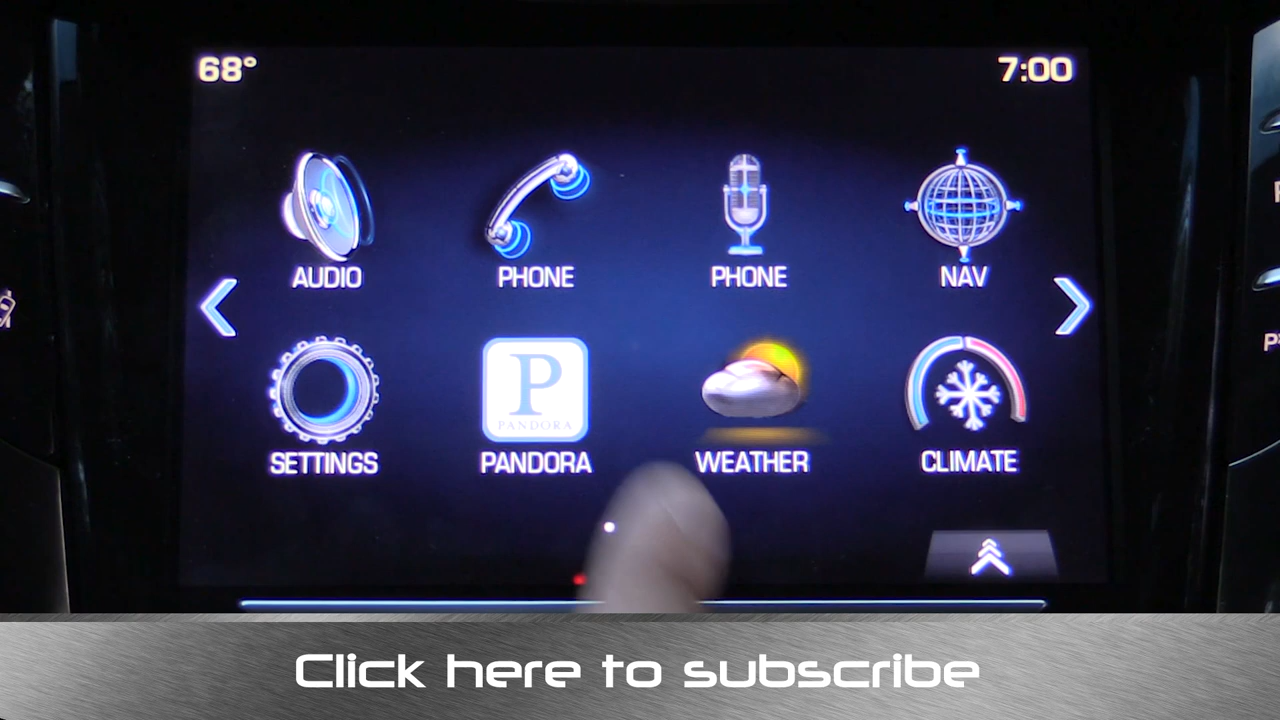 68° 7:00
AUDIO PHONE PHONE NAV
P
PANDORA
SETTINGS PANDORA WEATHER CLIMATE
Click here to subscribe